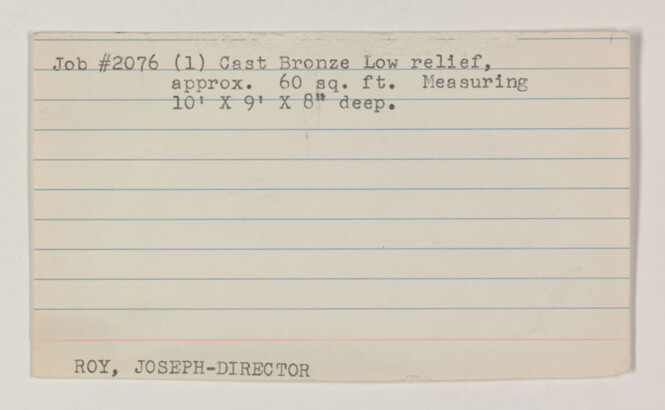 Job #2076 (1) Cast Bronze Low relief,
approx. 60 sq. ft. Measuring
10' X 9' X 8" deep.
ROY, JOSEPH-DIRECTOR